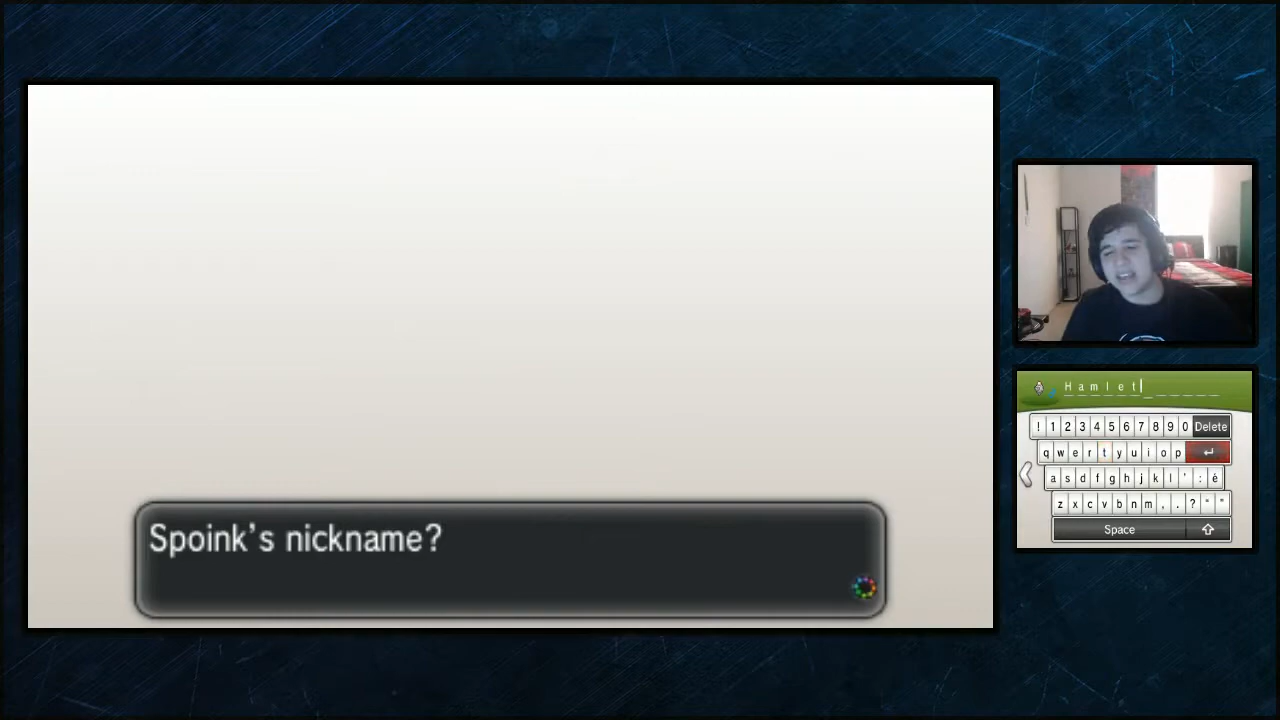 Spoink's nickname?
Hamlet
! 1 2 3 4 5 6 7 8 9 0 Delete
q w e r t y u i o p
a s d f g h j k l ' : é
z x c v b n m , . ? “ ”
Space